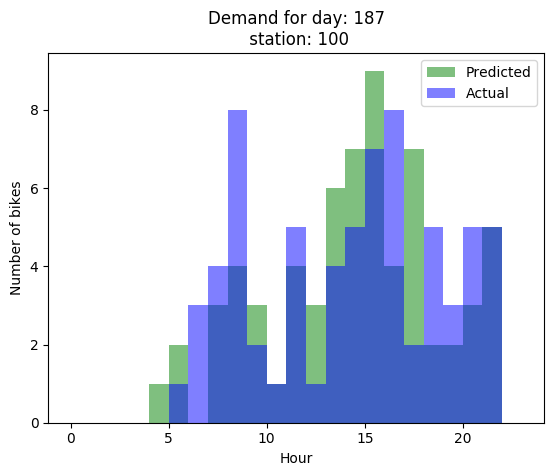 Demand for day: 187
station: 100
Predicted
Actual
Number of bikes
8
6
4
2
0
0 5 10 15 20
Hour